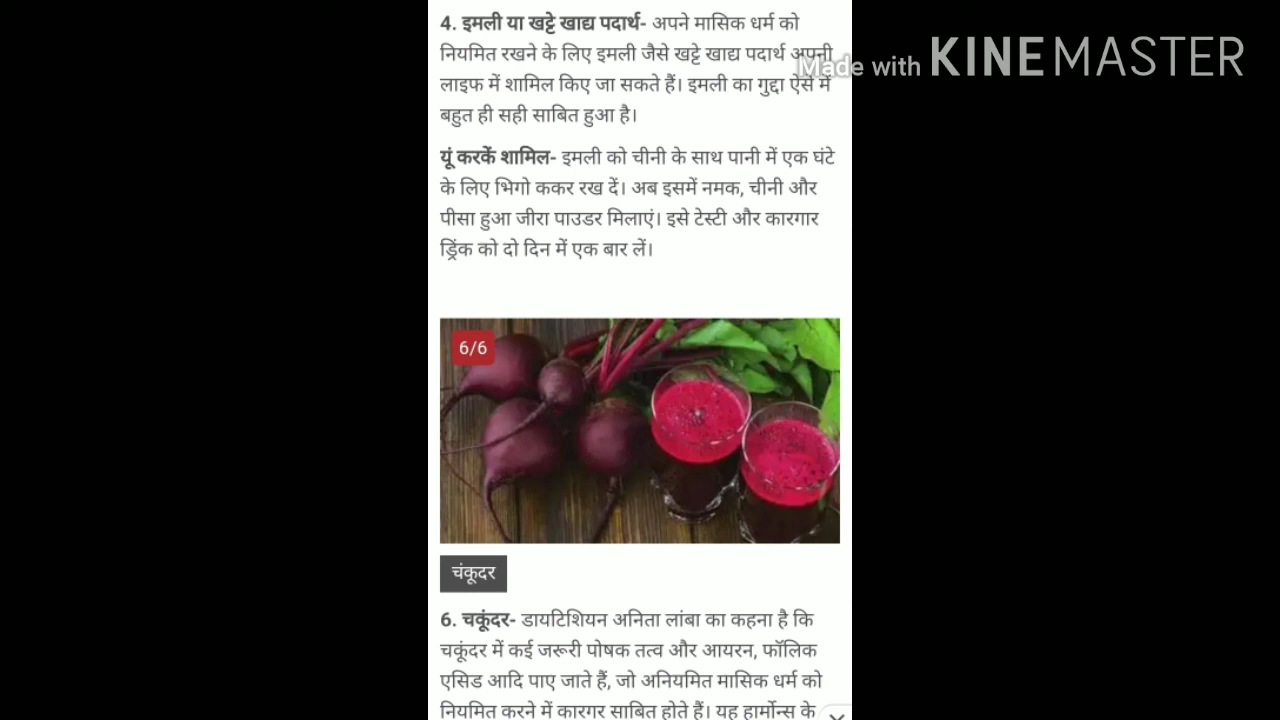 4. इमली या खट्टे खाद्य पदार्थ- अपने मासिक धर्म को
नियमित रखने के लिए इमली जैसे खट्टे खाद्य पदार्थ अपनी
Made with KINEMASTER
लाइफ में शामिल किए जा सकते हैं। इमली का गुद्दा ऐसे में
बहुत ही सही साबित हुआ है।
यूं करकें शामिल- इमली को चीनी के साथ पानी में एक घंटे
के लिए भिगो ककर रख दें। अब इसमें नमक, चीनी और
पीसा हुआ जीरा पाउडर मिलाएं। इसे टेस्टी और कारगार
ड्रिंक को दो दिन में एक बार लें।
6/6
चंकूदर
6. चकूंदर- डायटिशियन अनिता लांबा का कहना है कि
चकूंदर में कई जरूरी पोषक तत्व और आयरन, फॉलिक
एसिड आदि पाए जाते हैं, जो अनियमित मासिक धर्म को
नियमित करने में कारगर साबित होते हैं। यह हार्मोन्स के